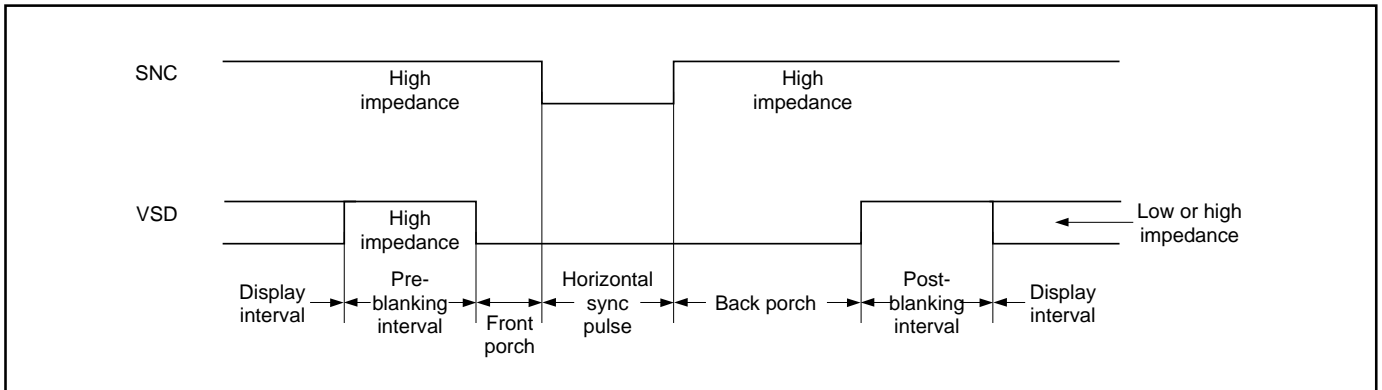 SNC
High
impedance
High
impedance
VSD
High
impedance
Low or high
impedance
Display
interval
Pre-
blanking
interval
Front
porch
Horizontal
sync
pulse
Back porch
Post-
blanking
interval
Display
interval